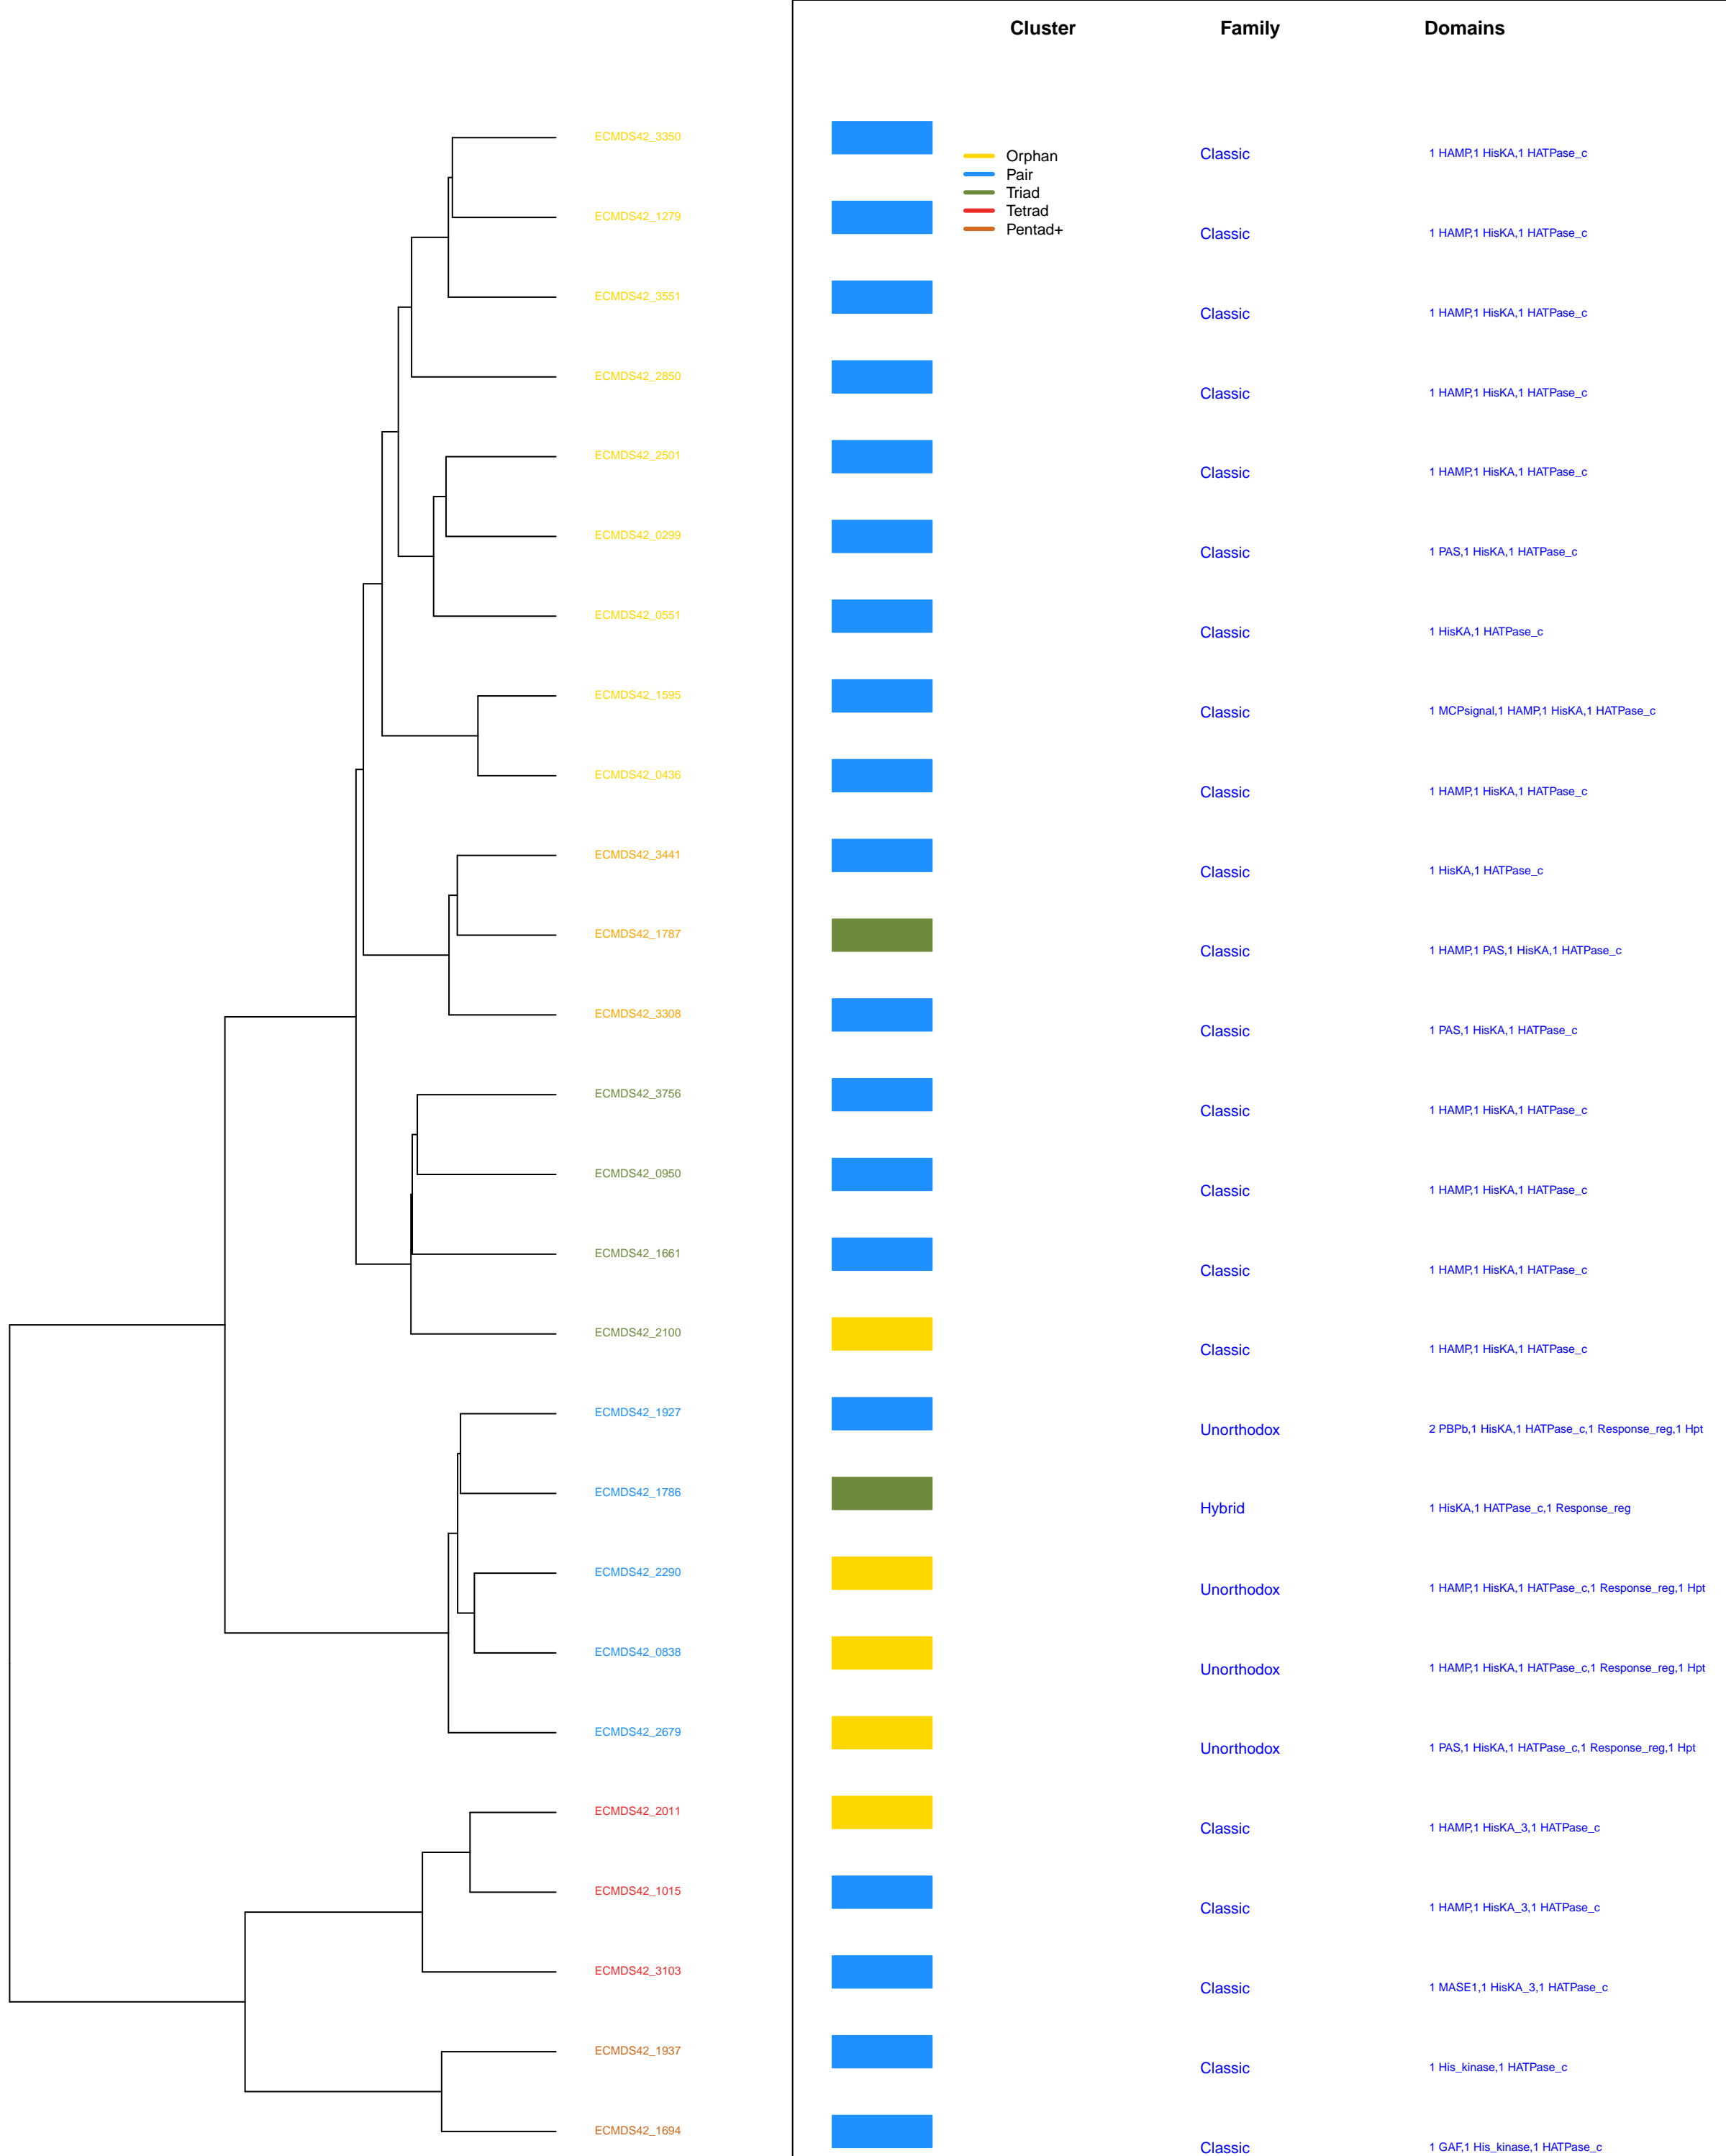 Cluster Family Domains
ECMDS42_3350 Classic 1 HAMP,1 HisKA,1 HATPase_c
Orphan
Pair
Triad
Tetrad
Pentad+
ECMDS42_1279 Classic 1 HAMP,1 HisKA,1 HATPase_c
ECMDS42_3551 Classic 1 HAMP,1 HisKA,1 HATPase_c
ECMDS42_2850 Classic 1 HAMP,1 HisKA,1 HATPase_c
ECMDS42_2501 Classic 1 HAMP,1 HisKA,1 HATPase_c
ECMDS42_0299 Classic 1 PAS,1 HisKA,1 HATPase_c
ECMDS42_0551 Classic 1 HisKA,1 HATPase_c
ECMDS42_1595 Classic 1 MCPsignal,1 HAMP,1 HisKA,1 HATPase_c
ECMDS42_0436 Classic 1 HAMP,1 HisKA,1 HATPase_c
ECMDS42_3441 Classic 1 HisKA,1 HATPase_c
ECMDS42_1787 Classic 1 HAMP,1 PAS,1 HisKA,1 HATPase_c
ECMDS42_3308 Classic 1 PAS,1 HisKA,1 HATPase_c
ECMDS42_3756 Classic 1 HAMP,1 HisKA,1 HATPase_c
ECMDS42_0950 Classic 1 HAMP,1 HisKA,1 HATPase_c
ECMDS42_1661 Classic 1 HAMP,1 HisKA,1 HATPase_c
ECMDS42_2100 Classic 1 HAMP,1 HisKA,1 HATPase_c
ECMDS42_1927 Unorthodox 2 PBPb,1 HisKA,1 HATPase_c,1 Response_reg,1 Hpt
ECMDS42_1786 Hybrid 1 HisKA,1 HATPase_c,1 Response_reg
ECMDS42_2290 Unorthodox 1 HAMP,1 HisKA,1 HATPase_c,1 Response_reg,1 Hpt
ECMDS42_0838 Unorthodox 1 HAMP,1 HisKA,1 HATPase_c,1 Response_reg,1 Hpt
ECMDS42_2679 Unorthodox 1 PAS,1 HisKA,1 HATPase_c,1 Response_reg,1 Hpt
ECMDS42_2011 Classic 1 HAMP,1 HisKA_3,1 HATPase_c
ECMDS42_1015 Classic 1 HAMP,1 HisKA_3,1 HATPase_c
ECMDS42_3103 Classic 1 MASE1,1 HisKA_3,1 HATPase_c
ECMDS42_1937 Classic 1 His_kinase,1 HATPase_c
ECMDS42_1694 Classic 1 GAF,1 His_kinase,1 HATPase_c